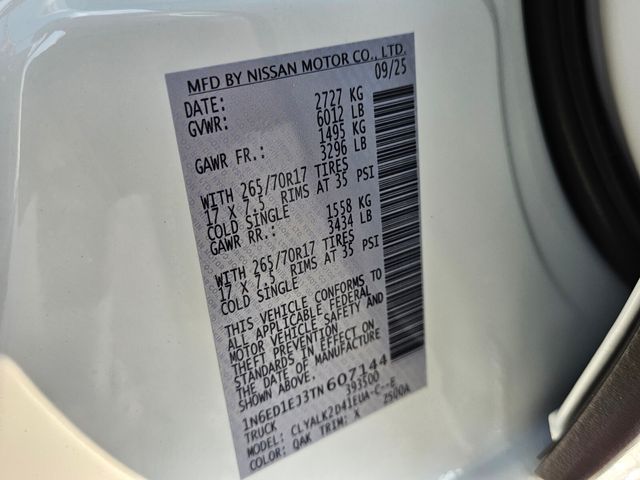 MFD BY NISSAN MOTOR CO., LTD.
DATE: 09/25
GVWR: 2727 KG
6012 LB
GAWR FR.: 1495 KG
3296 LB
WITH 265/70R17 TIRES
17 X 7.5 RIMS AT 35 PSI
COLD SINGLE
GAWR RR.: 1558 KG
3434 LB
WITH 265/70R17 TIRES
17 X 7.5 RIMS AT 35 PSI
COLD SINGLE
THIS VEHICLE CONFORMS TO
ALL APPLICABLE FEDERAL
MOTOR VEHICLE SAFETY AND
THEFT PREVENTION
STANDARDS IN EFFECT ON
THE DATE OF MANUFACTURE
SHOWN ABOVE.
1N6ED1EJ3TN607144
TRUCK 393500
MODEL: CLYALK2D41EUA-C--E
COLOR: QAK TRIM: X 2500A